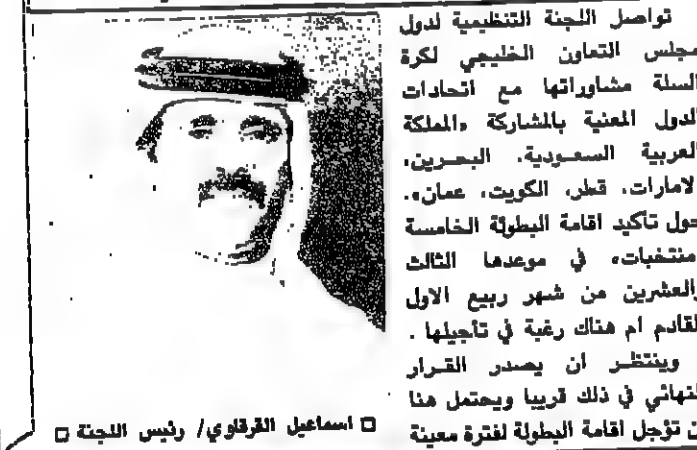 تواصل اللجنة التنظيمية لدول
مجلس التعاون الخليجي لكرة
السلة مشاوراتها مع اتحادات
الدول المعنية بالمشاركة «المملكة
العربية السعودية، البحرين،
الامارات، قطر، الكويت، عمان»،
حول تأكيد اقامة البطولة الخامسة
«منتخبات» في موعدها الثالث
والعشرين من شهر ربيع الاول
القادم ام هناك رغبة في تأجيلها .
وينتظر ان يصدر القرار
النهائي في ذلك قريبا ويحتمل هنا
ان تؤجل اقامة البطولة لفترة معينة
□ اسماعيل القرقاوي/ رئيس اللجنة □